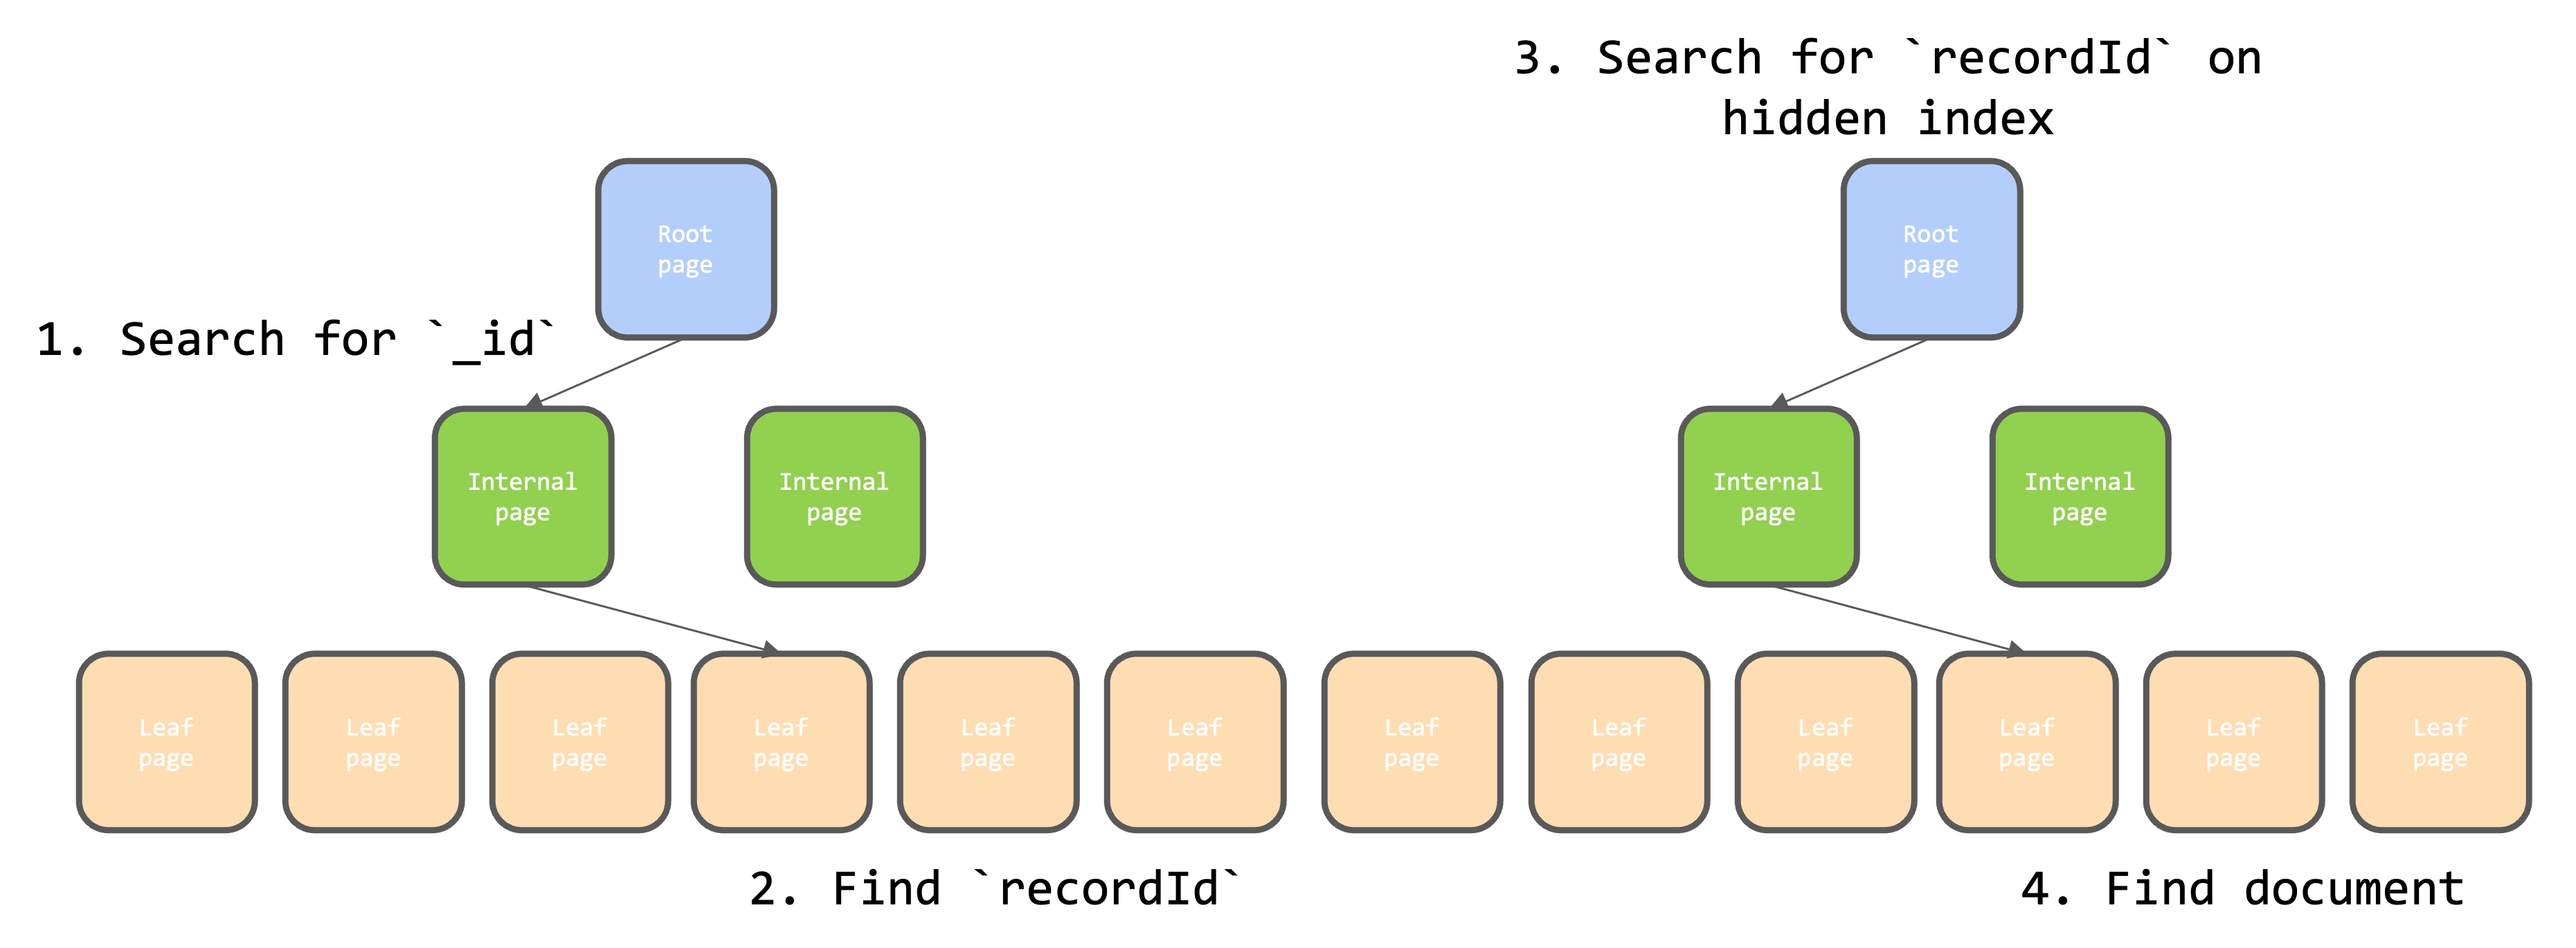 3. Search for `recordId` on
hidden index
Root
page
Root
page
1. Search for `_id`
Internal
page
Internal
page
Internal
page
Internal
page
Leaf
page
Leaf
page
Leaf
page
Leaf
page
Leaf
page
Leaf
page
Leaf
page
Leaf
page
Leaf
page
Leaf
page
Leaf
page
Leaf
page
2. Find `recordId`
4. Find document